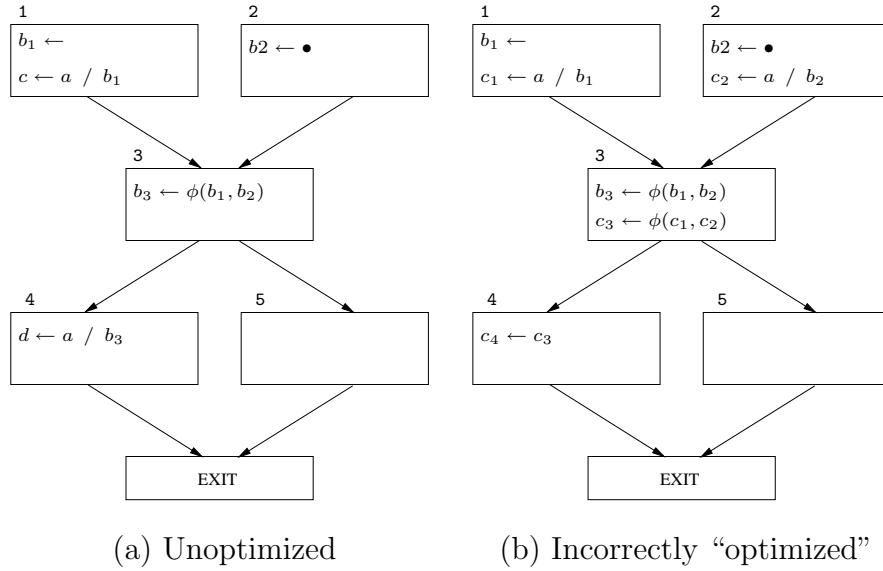 1
b₁ ←
c ← a / b₁
2
b2 ← •
3
b₃ ← ϕ(b₁, b₂)
4
d ← a / b₃
5
EXIT
(a) Unoptimized
1
b₁ ←
c₁ ← a / b₁
2
b2 ← •
c₂ ← a / b₂
3
b₃ ← ϕ(b₁, b₂)
c₃ ← ϕ(c₁, c₂)
4
c₄ ← c₃
5
EXIT
(b) Incorrectly “optimized”